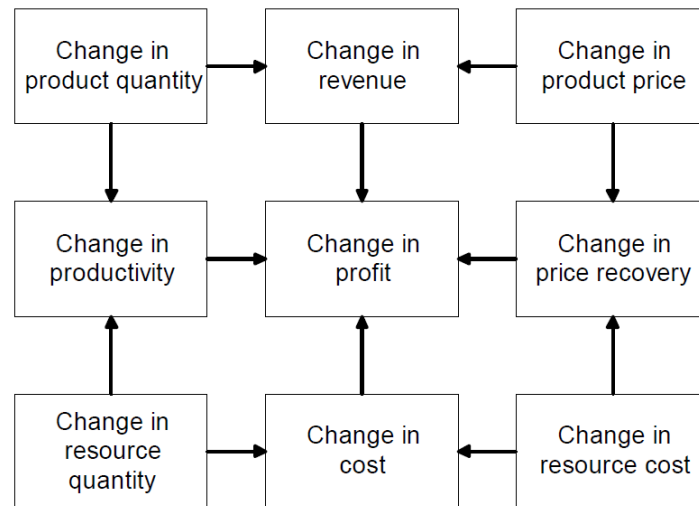 Change in
product quantity
Change in
revenue
Change in
product price
Change in
productivity
Change in
profit
Change in
price recovery
Change in
resource
quantity
Change in
cost
Change in
resource cost